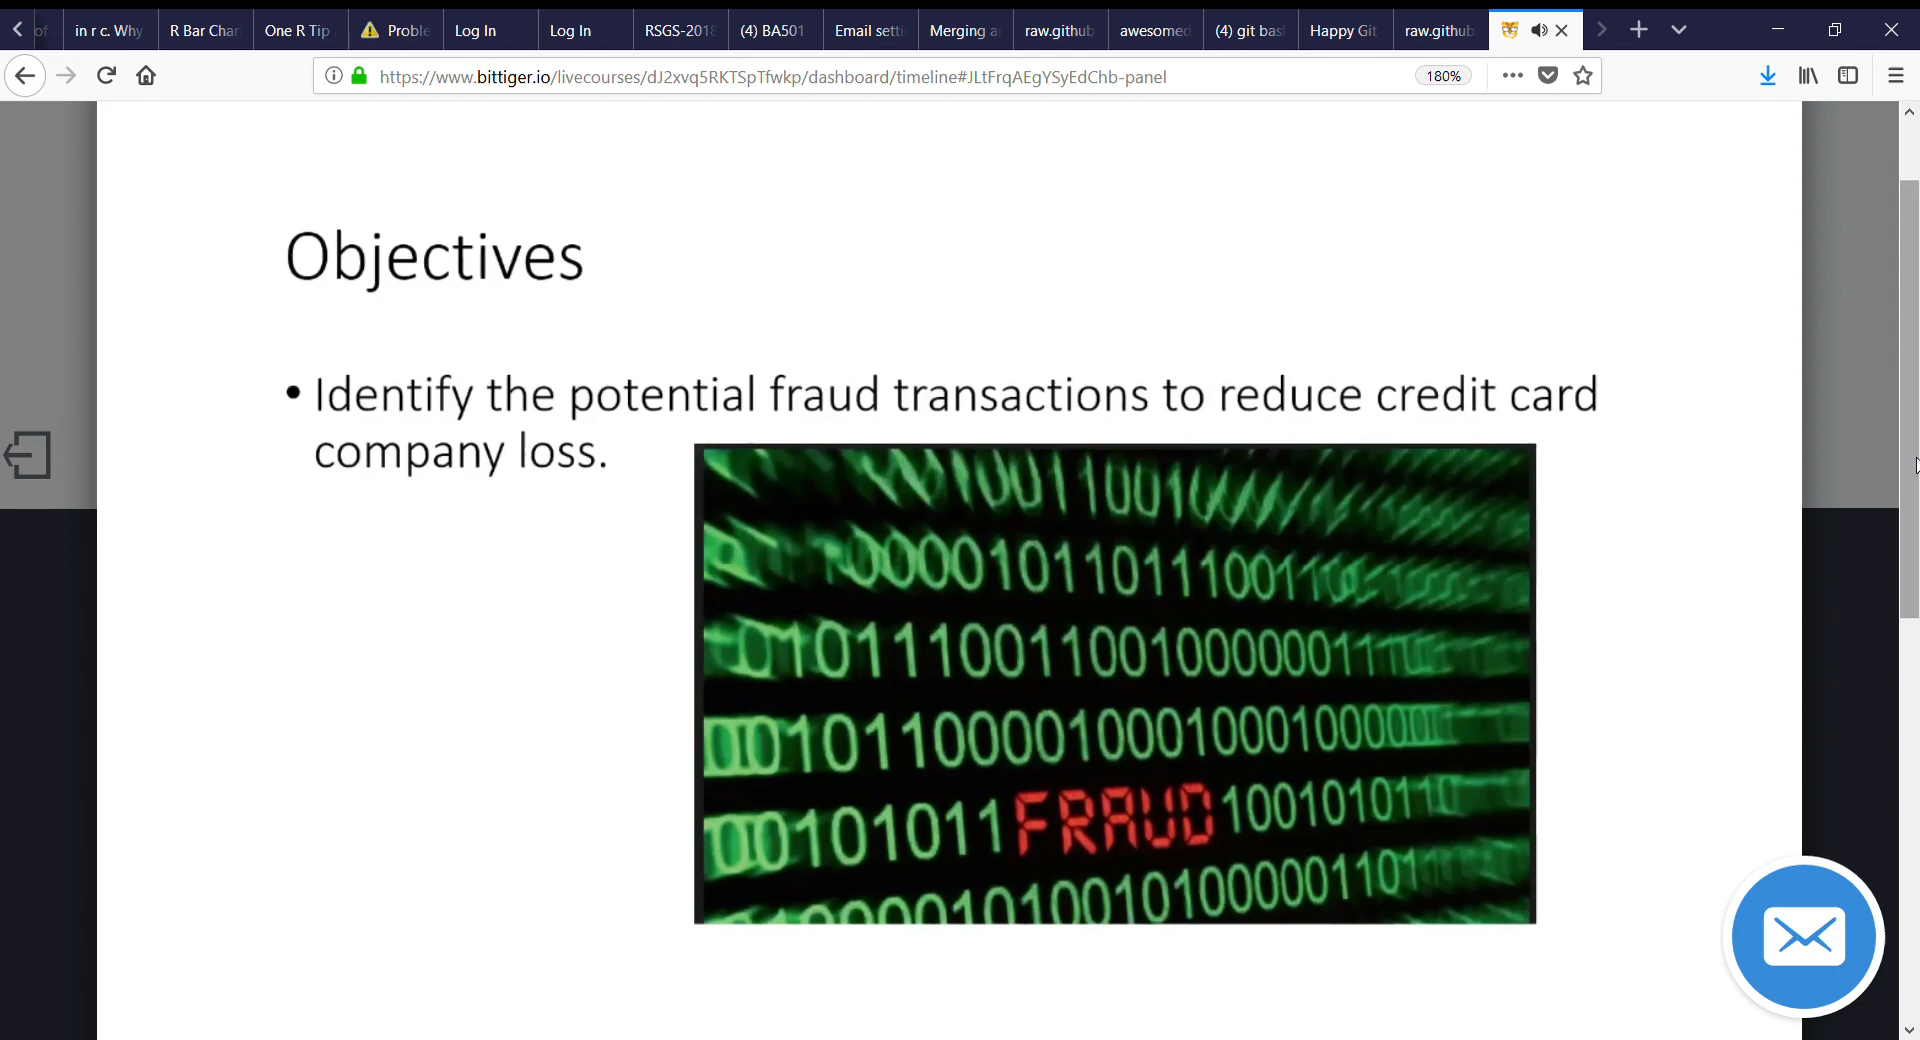 in r c. Why
R Bar Char
One R Tip
Proble
Log In
Log In
RSGS-2018
(4) BA501
Email setti
Merging a
raw.github
awesomed
(4) git bas
Happy Git
raw.github
https://www.bittiger.io/livecourses/dJ2xvq5RKTSpTfwkp/dashboard/timeline#JLtFrqAEgYSyEdChb-panel
180%
Objectives
• Identify the potential fraud transactions to reduce credit card
company loss.
FRAUD